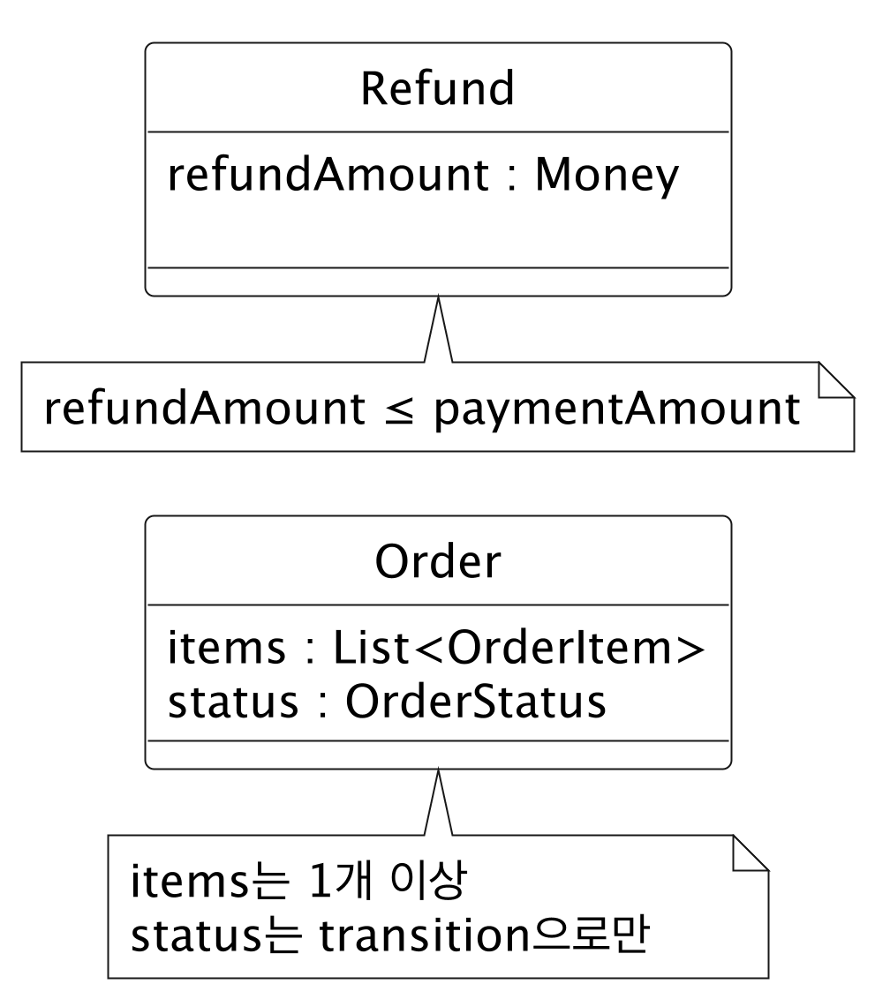 Refund
refundAmount : Money
refundAmount ≤ paymentAmount
Order
items : List<OrderItem>
status : OrderStatus
items는 1개 이상
status는 transition으로만